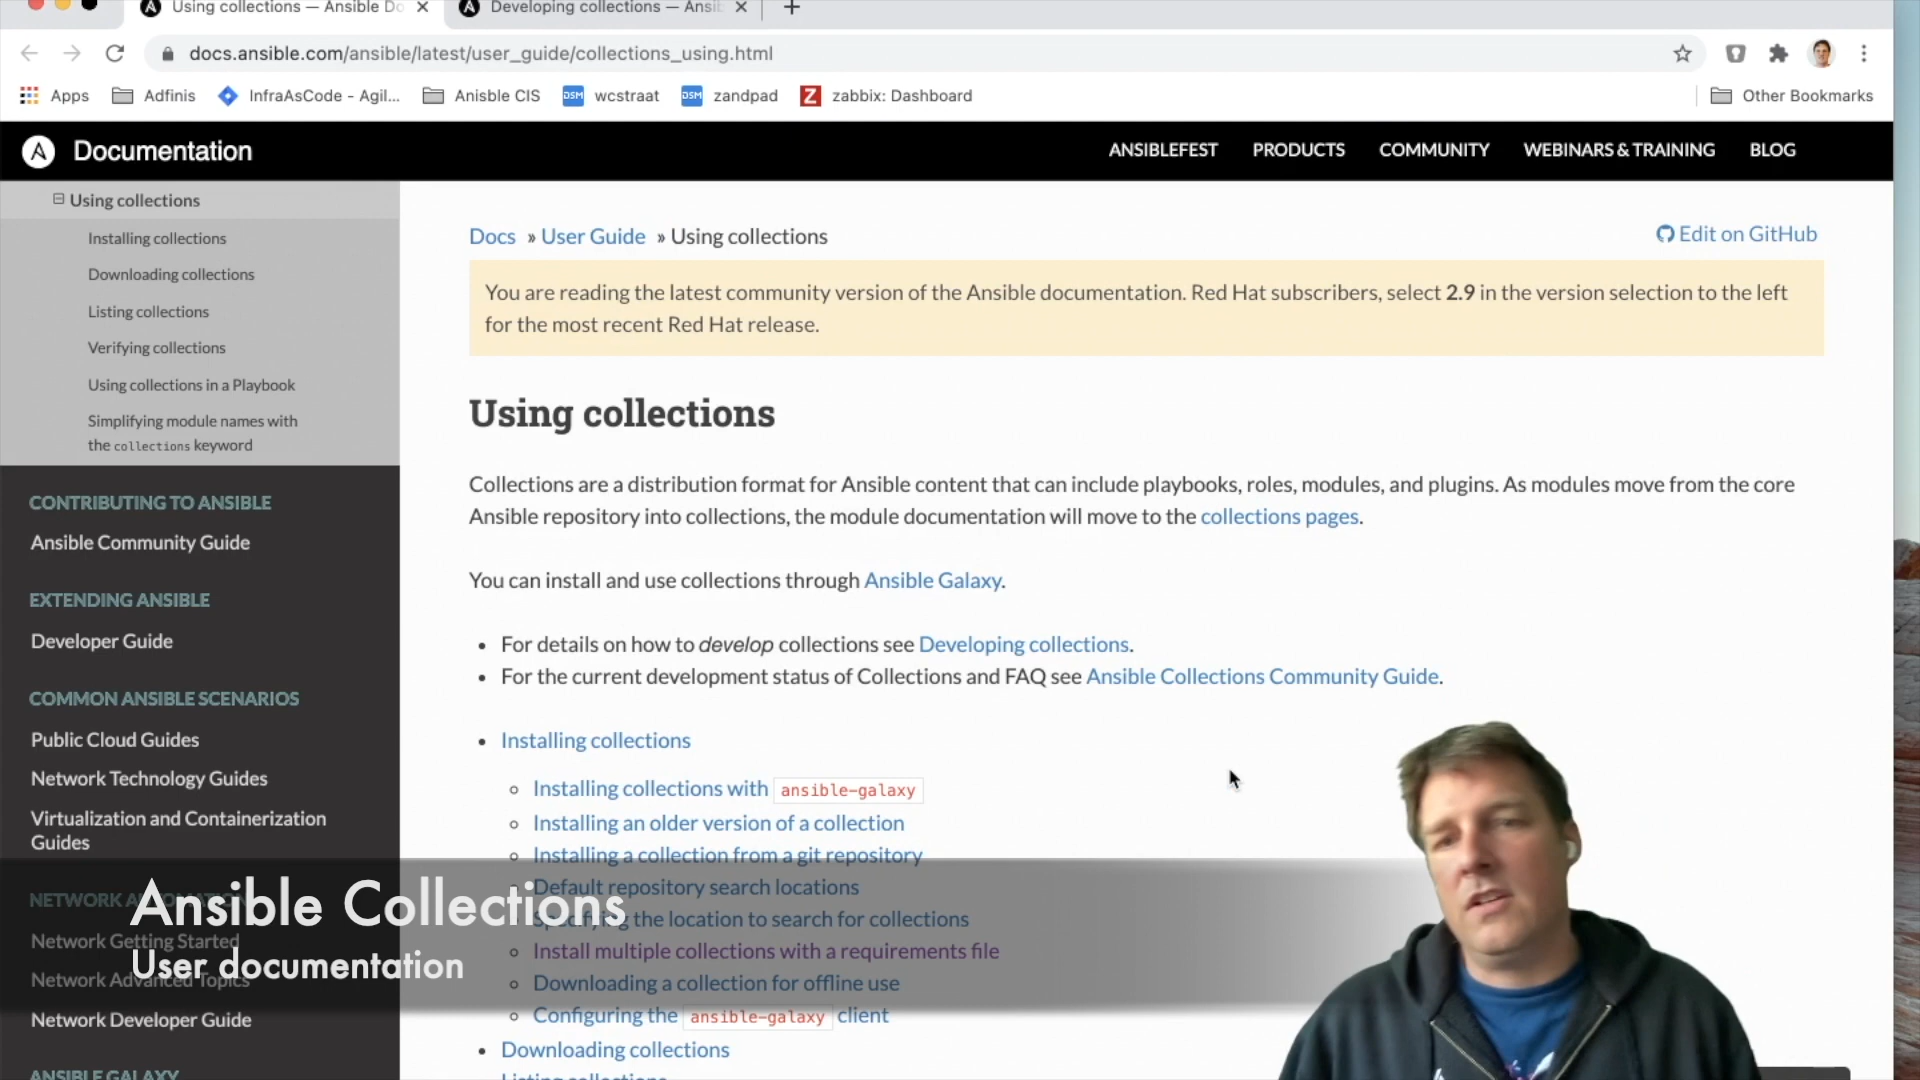 Using collections — Ansible Do
Developing collections — Ansib
docs.ansible.com/ansible/latest/user_guide/collections_using.html
Apps
Adfinis
InfraAsCode - Agil...
Anisble CIS
DSM
wcstraat
DSM
zandpad
Z
zabbix: Dashboard
Other Bookmarks
A
Documentation
ANSIBLEFEST
PRODUCTS
COMMUNITY
WEBINARS & TRAINING
BLOG
Using collections
Installing collections
Downloading collections
Listing collections
Verifying collections
Using collections in a Playbook
Simplifying module names with
the collections keyword
CONTRIBUTING TO ANSIBLE
Ansible Community Guide
EXTENDING ANSIBLE
Developer Guide
COMMON ANSIBLE SCENARIOS
Public Cloud Guides
Network Technology Guides
Virtualization and Containerization
Guides
NETWORK
Network Getting Started
Network Advanced Topics
Network Developer Guide
ANSIBLE GALAXY
Docs » User Guide » Using collections
Edit on GitHub
You are reading the latest community version of the Ansible documentation. Red Hat subscribers, select 2.9 in the version selection to the left
for the most recent Red Hat release.
Using collections
Collections are a distribution format for Ansible content that can include playbooks, roles, modules, and plugins. As modules move from the core
Ansible repository into collections, the module documentation will move to the collections pages.
You can install and use collections through Ansible Galaxy.
• For details on how to develop collections see Developing collections.
• For the current development status of Collections and FAQ see Ansible Collections Community Guide.
• Installing collections
Installing collections with ansible-galaxy
Installing an older version of a collection
Installing a collection from a git repository
Default repository search locations
the location to search for collections
Install multiple collections with a requirements file
Downloading a collection for offline use
Configuring the ansible-galaxy client
• Downloading collections
Listing collections
Ansible Collections
User documentation